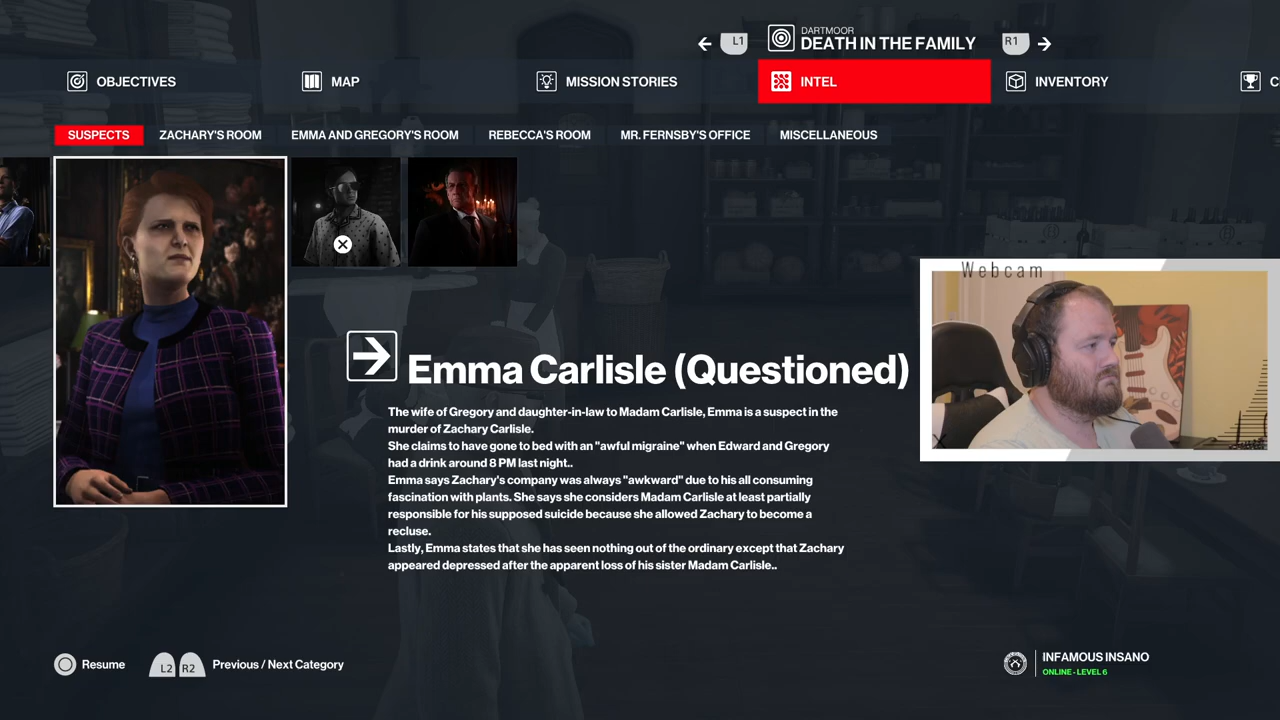 DARTMOOR
L1 DEATH IN THE FAMILY R1
OBJECTIVES MAP MISSION STORIES INTEL INVENTORY C
SUSPECTS ZACHARY'S ROOM EMMA AND GREGORY'S ROOM REBECCA'S ROOM MR. FERNSBY'S OFFICE MISCELLANEOUS
Webcam
Emma Carlisle (Questioned)
The wife of Gregory and daughter-in-law to Madam Carlisle, Emma is a suspect in the
murder of Zachary Carlisle.
She claims to have gone to bed with an "awful migraine" when Edward and Gregory
had a drink around 8 PM last night..
Emma says Zachary's company was always "awkward" due to his all consuming
fascination with plants. She says she considers Madam Carlisle at least partially
responsible for his supposed suicide because she allowed Zachary to become a
recluse.
Lastly, Emma states that she has seen nothing out of the ordinary except that Zachary
appeared depressed after the apparent loss of his sister Madam Carlisle..
Resume L2 R2 Previous / Next Category
INFAMOUS INSANO
ONLINE - LEVEL 6